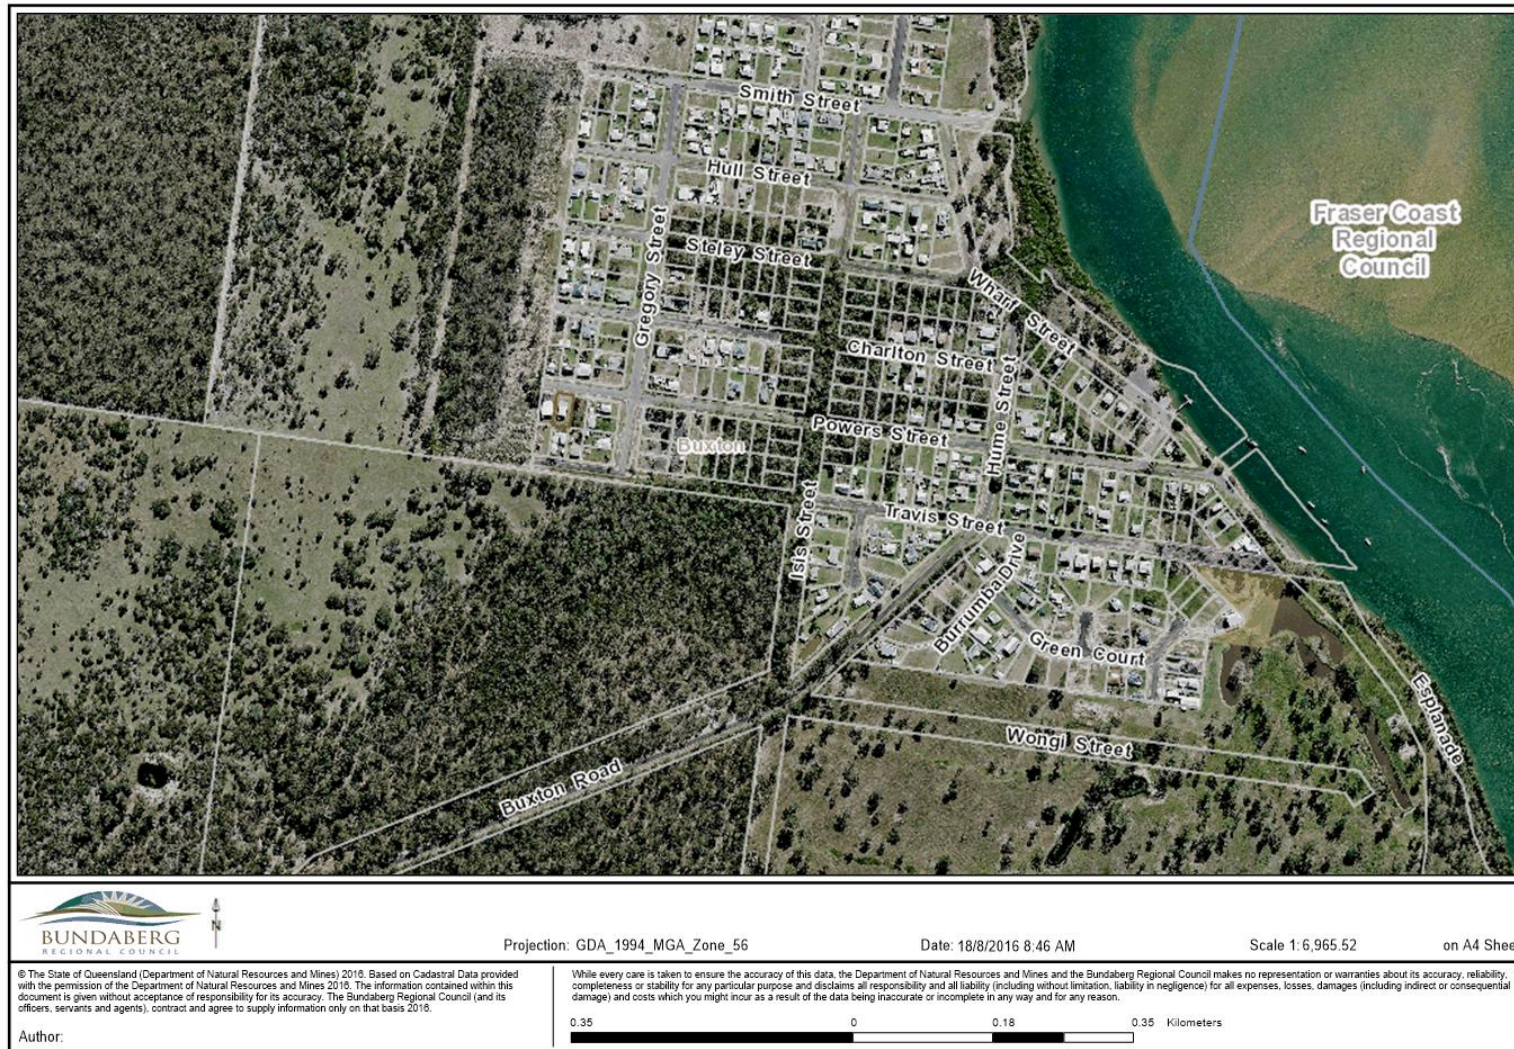 Smith Street
Hull Street
Steley Street
Gregory Street
Wharf Street
Fraser Coast
Regional
Council
Charlton Street
Hume Street
Powers Street
Buxton
Isis Street
Travis Street
Burrumba Drive
Green Court
Esplanade
Wongi Street
Buxton Road
BUNDABERG
REGIONAL COUNCIL
N
Projection: GDA_1994_MGA_Zone_56
Date: 18/8/2016 8:46 AM
Scale 1: 6,965.52
on A4 Shee
© The State of Queensland (Department of Natural Resources and Mines) 2016. Based on Cadastral Data provided
with the permission of the Department of Natural Resources and Mines 2016. The information contained within this
document is given without acceptance of responsibility for its accuracy. The Bundaberg Regional Council (and its
officers, servants and agents), contract and agree to supply information only on that basis 2016.
Author:
While every care is taken to ensure the accuracy of this data, the Department of Natural Resources and Mines and the Bundaberg Regional Council makes no representation or warranties about its accuracy, reliability,
completeness or stability for any particular purpose and disclaims all responsibility and all liability (including without limitation, liability in negligence) for all expenses, losses, damages (including indirect or consequential
damage) and costs which you might incur as a result of the data being inaccurate or incomplete in any way and for any reason.
0.35 0 0.18 0.35 Kilometers